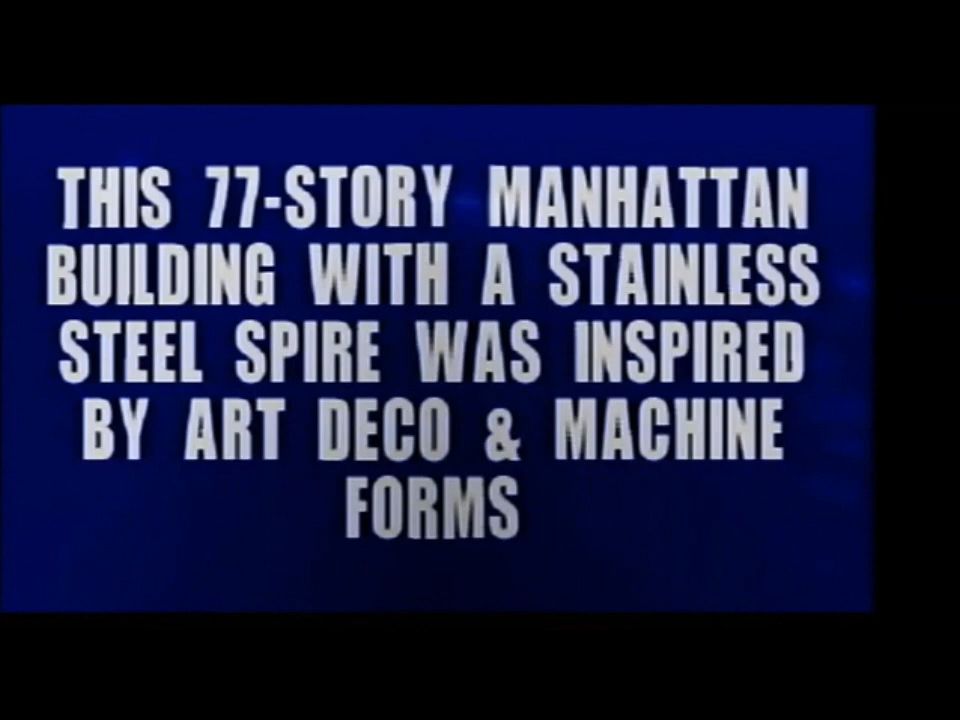 THIS 77-STORY MANHATTAN
BUILDING WITH A STAINLESS
STEEL SPIRE WAS INSPIRED
BY ART DECO & MACHINE
FORMS